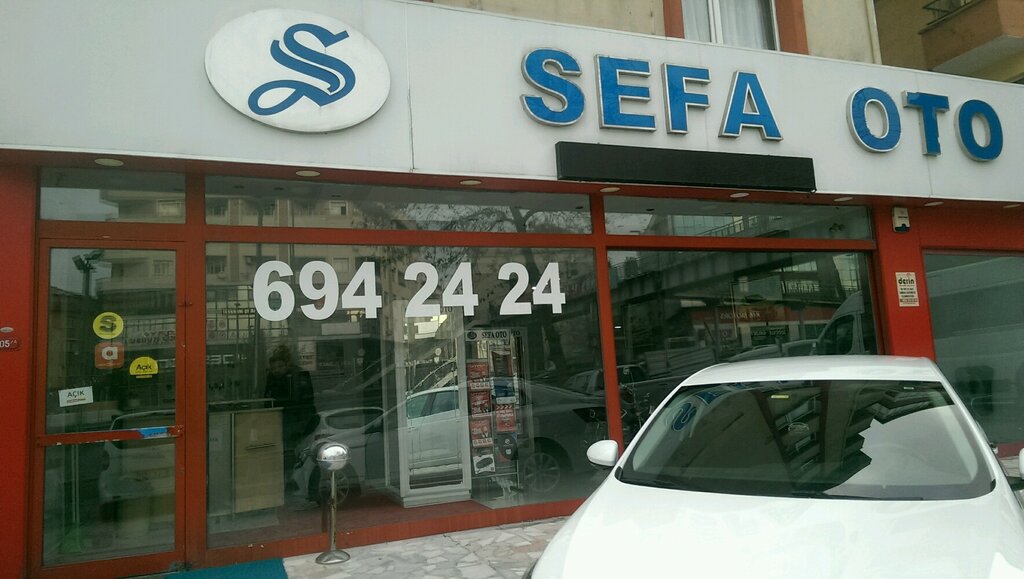 S
SEFA OTO
694 24 24
S
a
Açık
AÇIK
derin
SEFA OTO